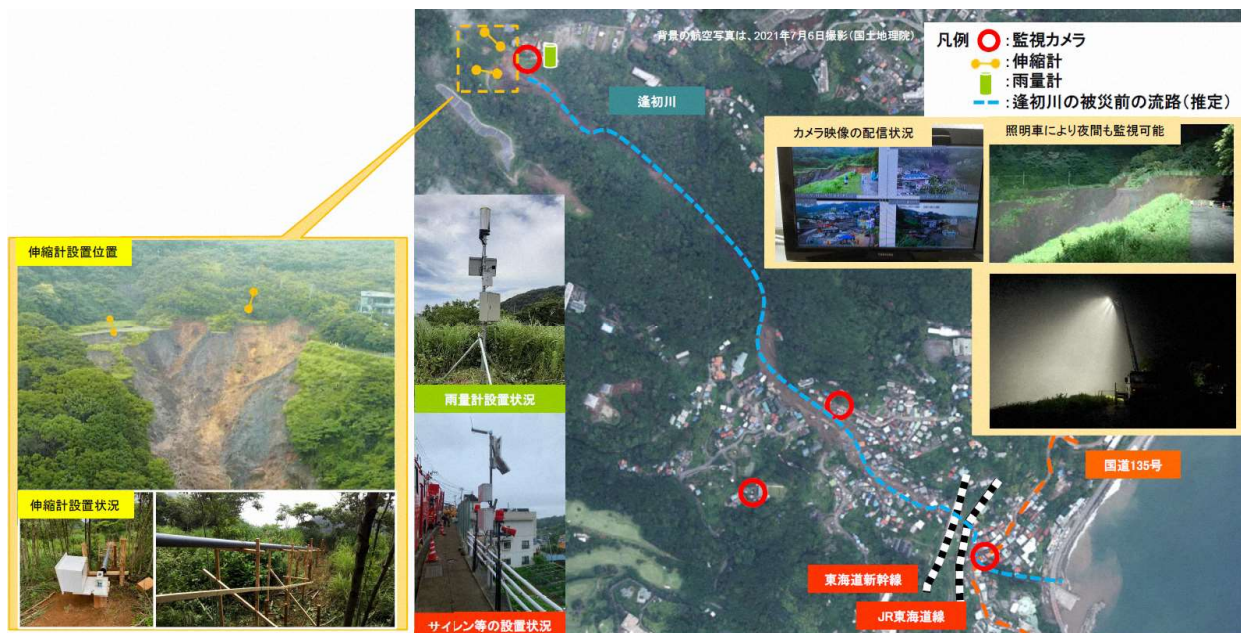 背景の航空写真は、2021年7月6日撮影(国土地理院)
凡例
:監視カメラ
:伸縮計
:雨量計
:逢初川の被災前の流路(推定)
逢初川
カメラ映像の配信状況
照明車により夜間も監視可能
TOSHIBA
伸縮計設置位置
雨量計設置状況
国道135号
伸縮計設置状況
東海道新幹線
JR東海道線
サイレン等の設置状況